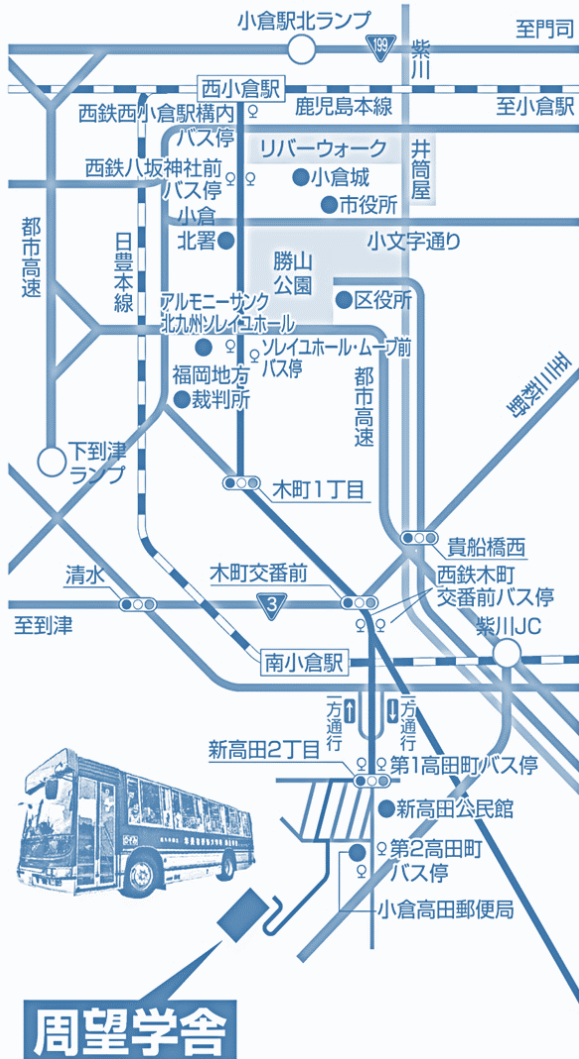 小倉駅北ランプ
199
紫川
至門司
西小倉駅
鹿児島本線
至小倉駅
西鉄西小倉駅構内
バス停
リバーウォーク
井筒屋
西鉄八坂神社前
バス停
小倉城
市役所
小倉
北署
小文字通り
都市高速
日豊本線
勝山
公園
区役所
アルモニーサンク
北九州ソレイユホール
ソレイユホール・ムーブ前
バス停
福岡地方
裁判所
都市高速
至三萩野
下到津
ランプ
木町1丁目
貴船橋西
清水
木町交番前
西鉄木町
交番前バス停
3
至到津
紫川JC
南小倉駅
一方通行
一方通行
新高田2丁目
第1高田町バス停
新高田公民館
第2高田町
バス停
小倉高田郵便局
周望学舎